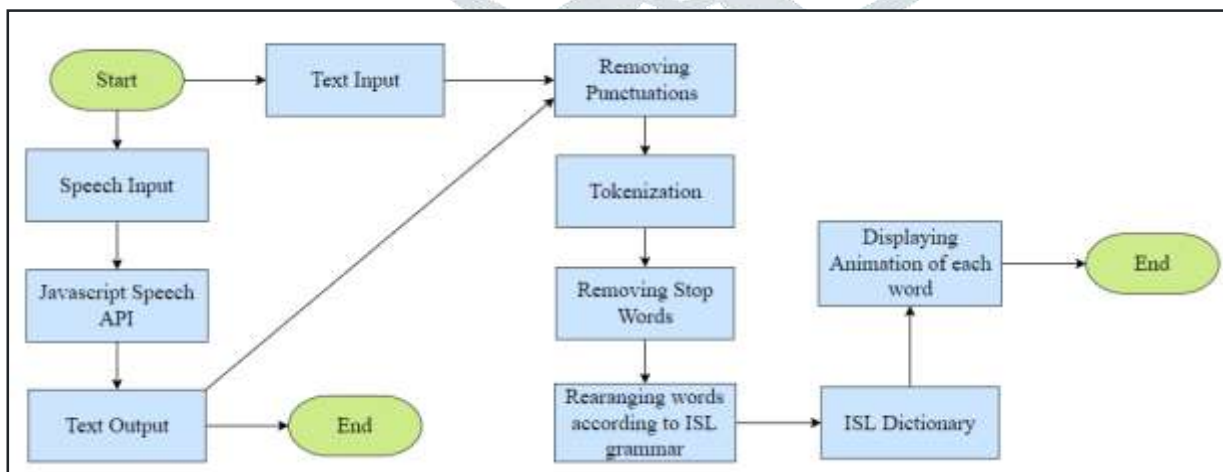 Start
Text Input
Removing
Punctuations
Speech Input
Tokenization
Javascript Speech
API
Removing Stop
Words
Displaying
Animation of each
word
End
Text Output
End
Rearanging words
according to ISL
grammar
ISL Dictionary